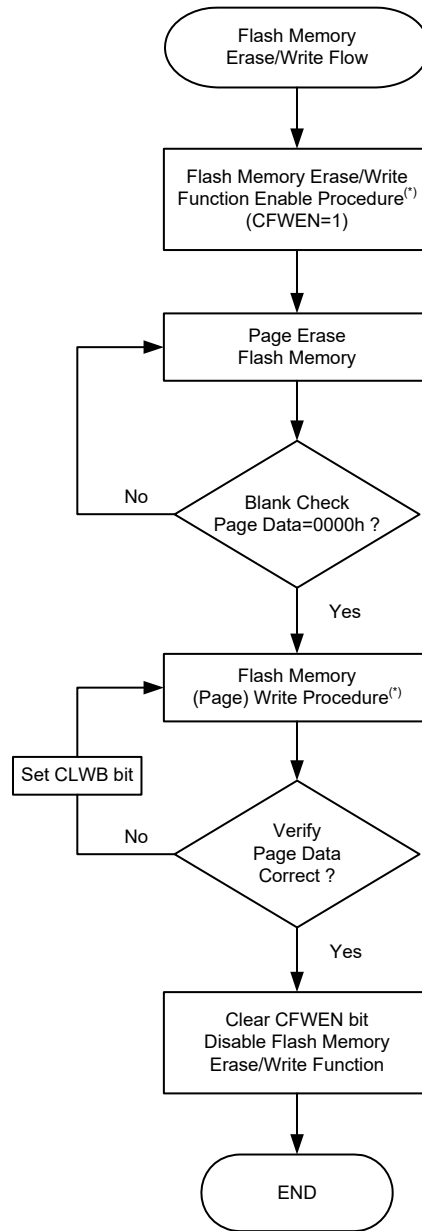 Flash Memory
Erase/Write Flow
Flash Memory Erase/Write
Function Enable Procedure(*)
(CFWEN=1)
Page Erase
Flash Memory
No
Blank Check
Page Data=0000h ?
Yes
Flash Memory
(Page) Write Procedure(*)
Set CLWB bit
No
Verify
Page Data
Correct ?
Yes
Clear CFWEN bit
Disable Flash Memory
Erase/Write Function
END